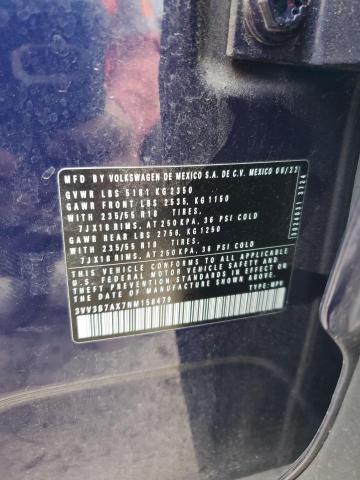 MFD BY VOLKSWAGEN DE MEXICO S.A. DE C.V. MEXICO 06/22
GVWR LBS 5181 KG 2350
GAWR FRONT LBS 2535, KG 1150
WITH 235/55 R18 TIRES,
7JX18 RIMS, AT 250 KPA, 36 PSI COLD
GAWR REAR LBS 2756, KG 1250
WITH 235/55 R18 TIRES,
7JX18 RIMS, AT 250 KPA, 36 PSI COLD
THIS VEHICLE CONFORMS TO ALL APPLICABLE
U.S. FEDERAL MOTOR VEHICLE SAFETY AND
THEFT PREVENTION STANDARDS IN EFFECT ON
THE DATE OF MANUFACTURE SHOWN ABOVE.
3VV3B7AX7NM158475
TYPE: MPV
3724